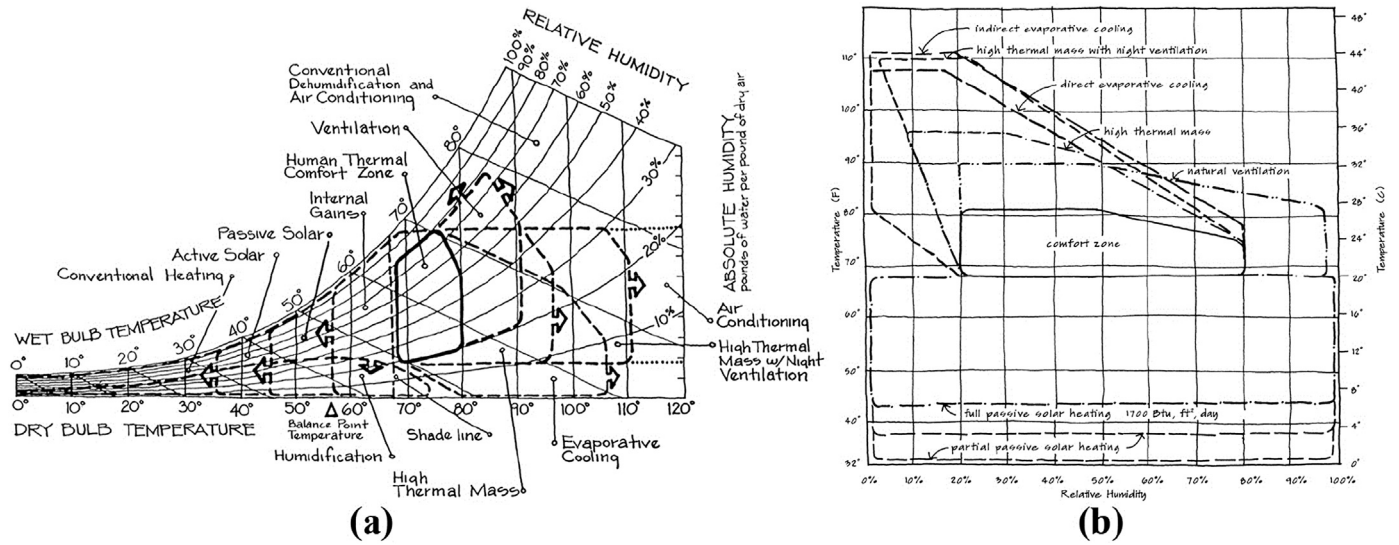 RELATIVE HUMIDITY
100%
90%
80%
70%
60%
50%
40%
30%
20%
10%
Conventional
Dehumidification and
Air Conditioning
Ventilation
Human Thermal
Comfort Zone
Internal
Gains
Passive Solar
Active Solar
Conventional Heating
WET BULB TEMPERATURE
0°
10°
20°
30°
40°
50°
60°
70°
80°
ABSOLUTE HUMIDITY
pounds of water per pound of dry air
Air
Conditioning
High Thermal
Mass w/Night
Ventilation
0° 10° 20° 30° 40° 50° 60° 70° 80° 90° 100° 110° 120°
DRY BULB TEMPERATURE
Balance Point
Temperature
Humidification
Shade line
High
Thermal Mass
Evaporative
Cooling
(a)
indirect evaporative cooling
high thermal mass with night ventilation
direct evaporative cooling
high thermal mass
natural ventilation
comfort zone
full passive solar heating 1700 Btu, ft², day
partial passive solar heating
Temperature (F)
110°
100°
90°
80°
70°
60°
50°
40°
32°
Temperature (C)
48°
44°
40°
36°
32°
28°
24°
20°
16°
12°
8°
4°
0°
0% 10% 20% 30% 40% 50% 60% 70% 80% 90% 100%
Relative Humidity
(b)